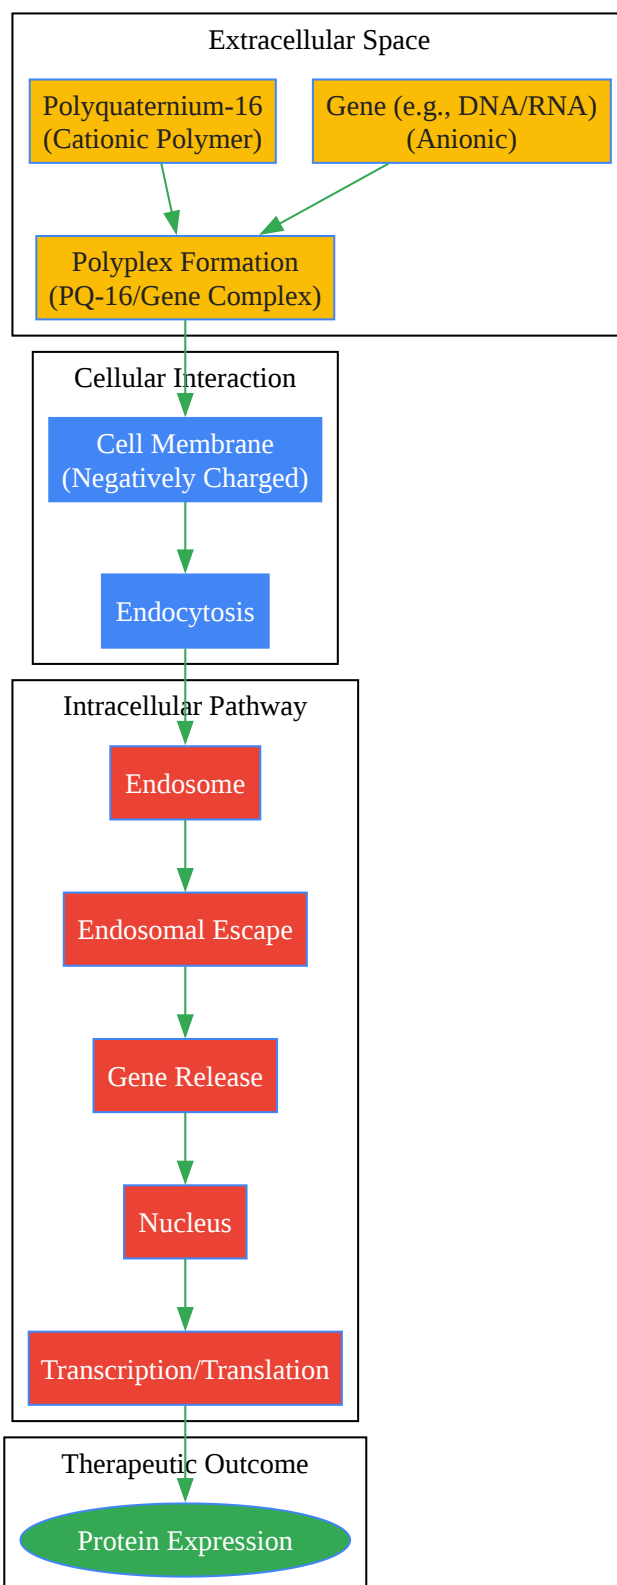 Extracellular Space
Polyquaternium-16
(Cationic Polymer)
Gene (e.g., DNA/RNA)
(Anionic)
Polyplex Formation
(PQ-16/Gene Complex)
Cellular Interaction
Cell Membrane
(Negatively Charged)
Endocytosis
Intracellular Pathway
Endosome
Endosomal Escape
Gene Release
Nucleus
Transcription/Translation
Therapeutic Outcome
Protein Expression